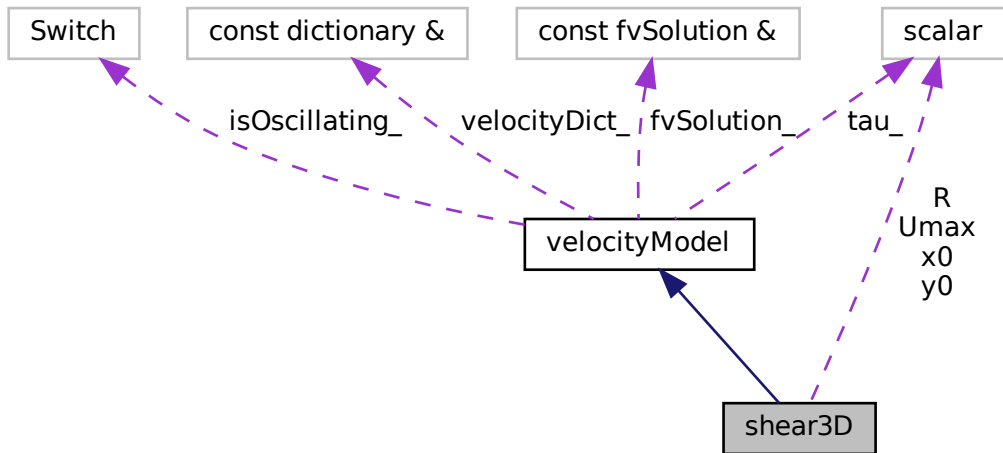 Switch
const dictionary &
const fvSolution &
scalar
isOscillating_
velocityDict_
fvSolution_
tau_
R
Umax
x0
y0
velocityModel
shear3D